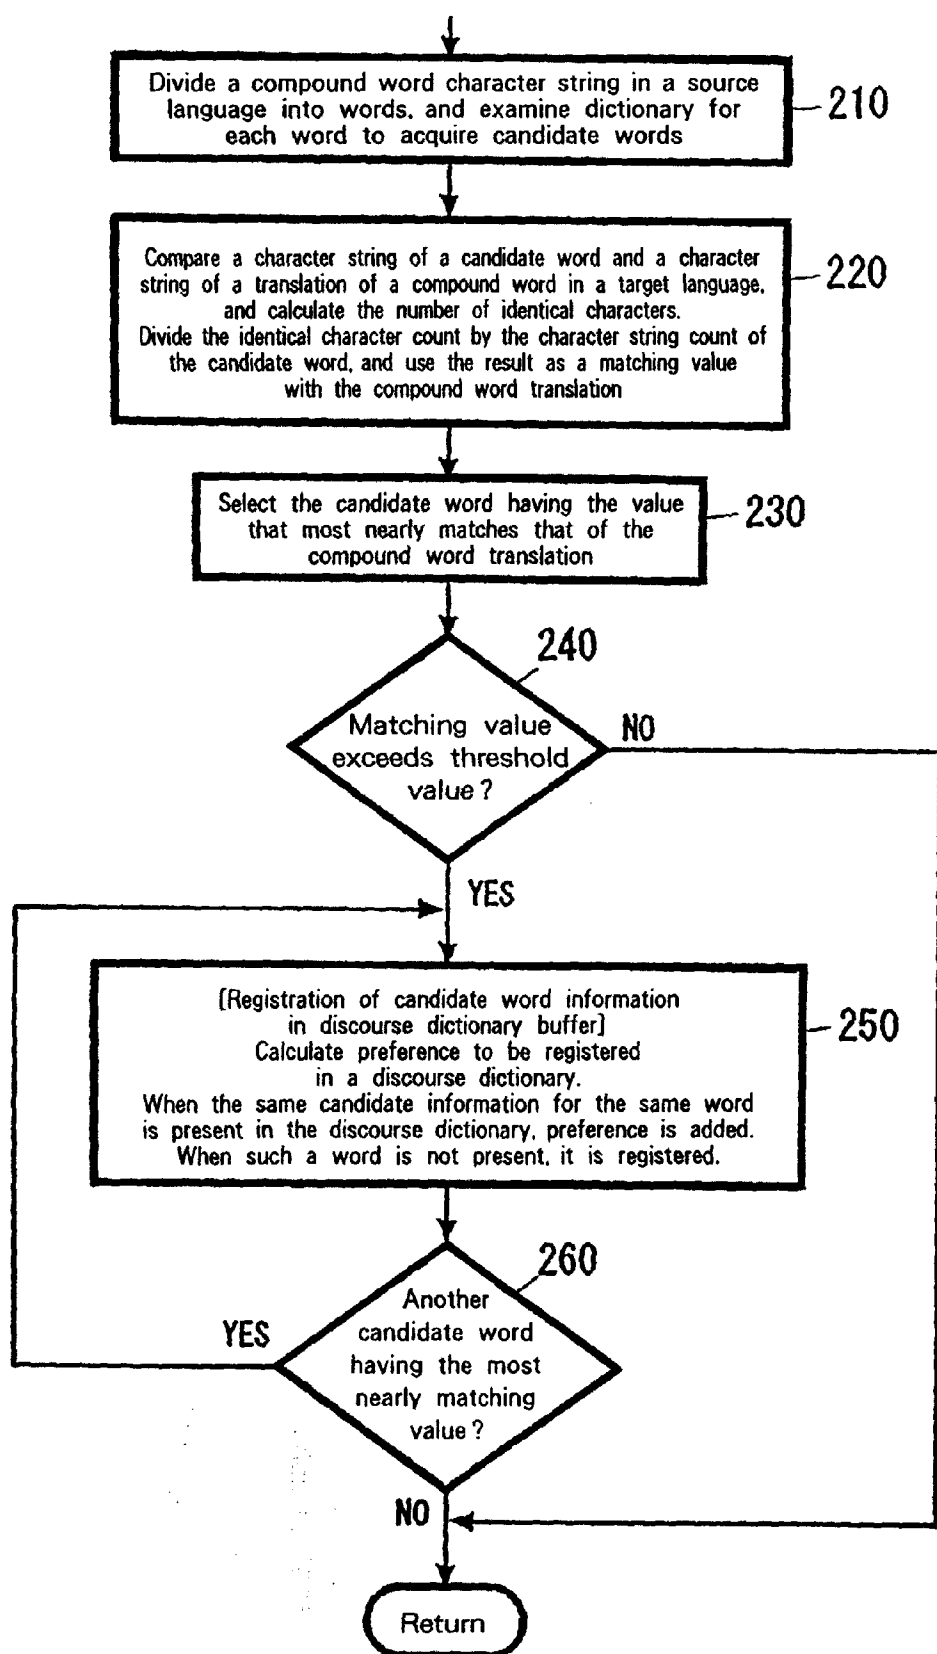 Divide a compound word character string in a source
language into words, and examine dictionary for
each word to acquire candidate words
210
Compare a character string of a candidate word and a character
string of a translation of a compound word in a target language,
and calculate the number of identical characters.
Divide the identical character count by the character string count of
the candidate word, and use the result as a matching value
with the compound word translation
220
Select the candidate word having the value
that most nearly matches that of the
compound word translation
230
240
Matching value
exceeds threshold
value?
NO
YES
[Registration of candidate word information
in discourse dictionary buffer]
Calculate preference to be registered
in a discourse dictionary.
When the same candidate information for the same word
is present in the discourse dictionary, preference is added.
When such a word is not present, it is registered.
250
260
Another
candidate word
having the most
nearly matching
value?
YES
NO
Return